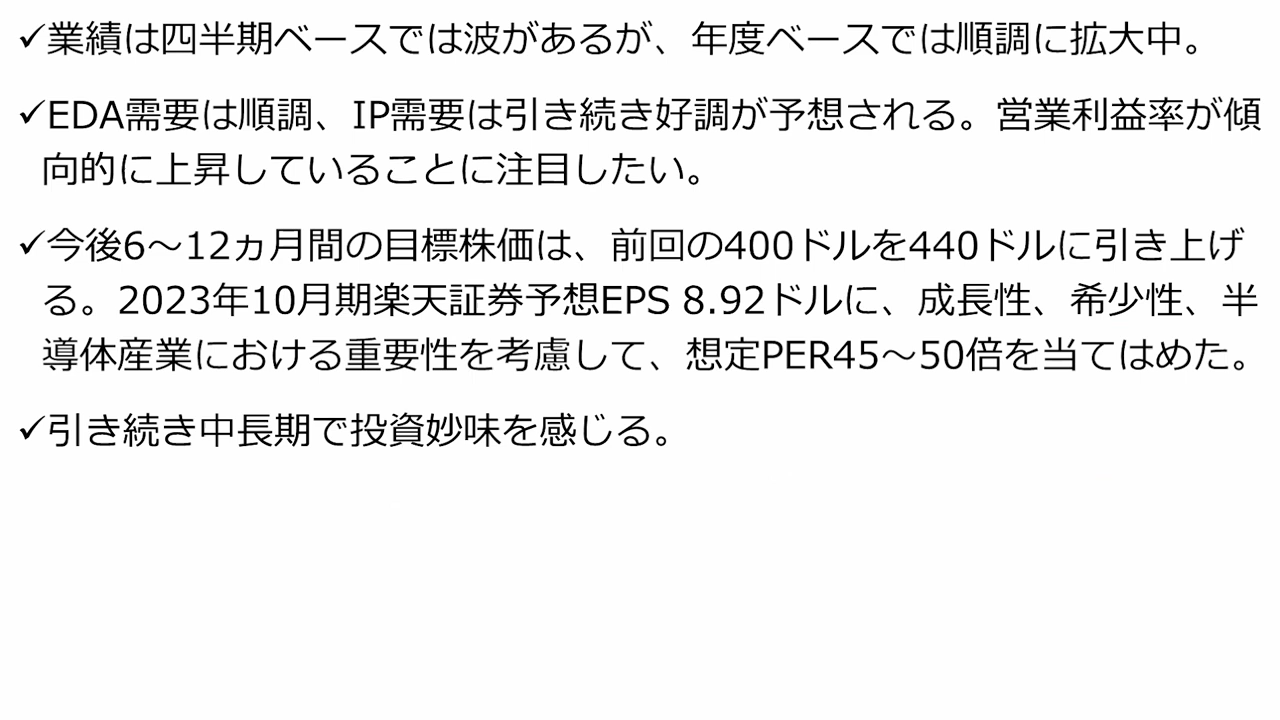 ✓業績は四半期ベースでは波があるが、年度ベースでは順調に拡大中。
✓EDA需要は順調、IP需要は引き続き好調が予想される。営業利益率が傾
向的に上昇していることに注目したい。
✓今後6～12ヵ月間の目標株価は、前回の400ドルを440ドルに引き上げ
る。2023年10月期楽天証券予想EPS 8.92ドルに、成長性、希少性、半
導体産業における重要性を考慮して、想定PER45～50倍を当てはめた。
✓引き続き中長期で投資妙味を感じる。